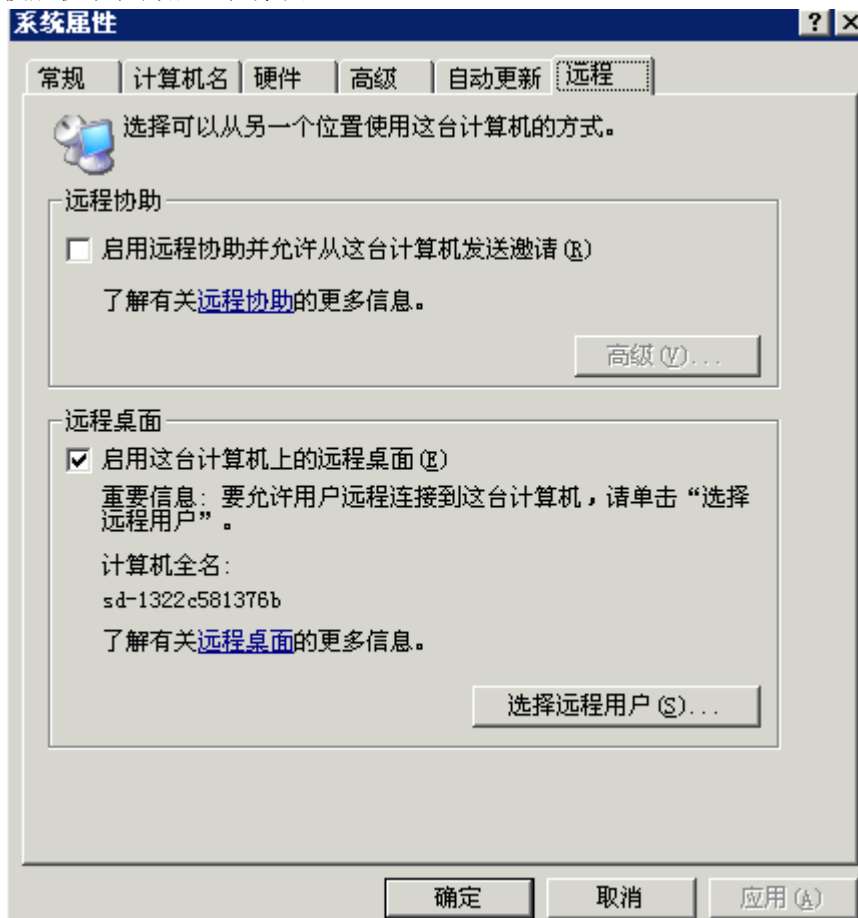 系统属性
常规
计算机名
硬件
高级
自动更新
远程
选择可以从另一个位置使用这台计算机的方式。
远程协助
启用远程协助并允许从这台计算机发送邀请(R)
了解有关远程协助的更多信息。
高级(V)...
远程桌面
启用这台计算机上的远程桌面(E)
重要信息: 要允许用户远程连接到这台计算机，请单击“选择
远程用户”。
计算机全名:
sd-1322c581376b
了解有关远程桌面的更多信息。
选择远程用户(S)...
确定
取消
应用(A)